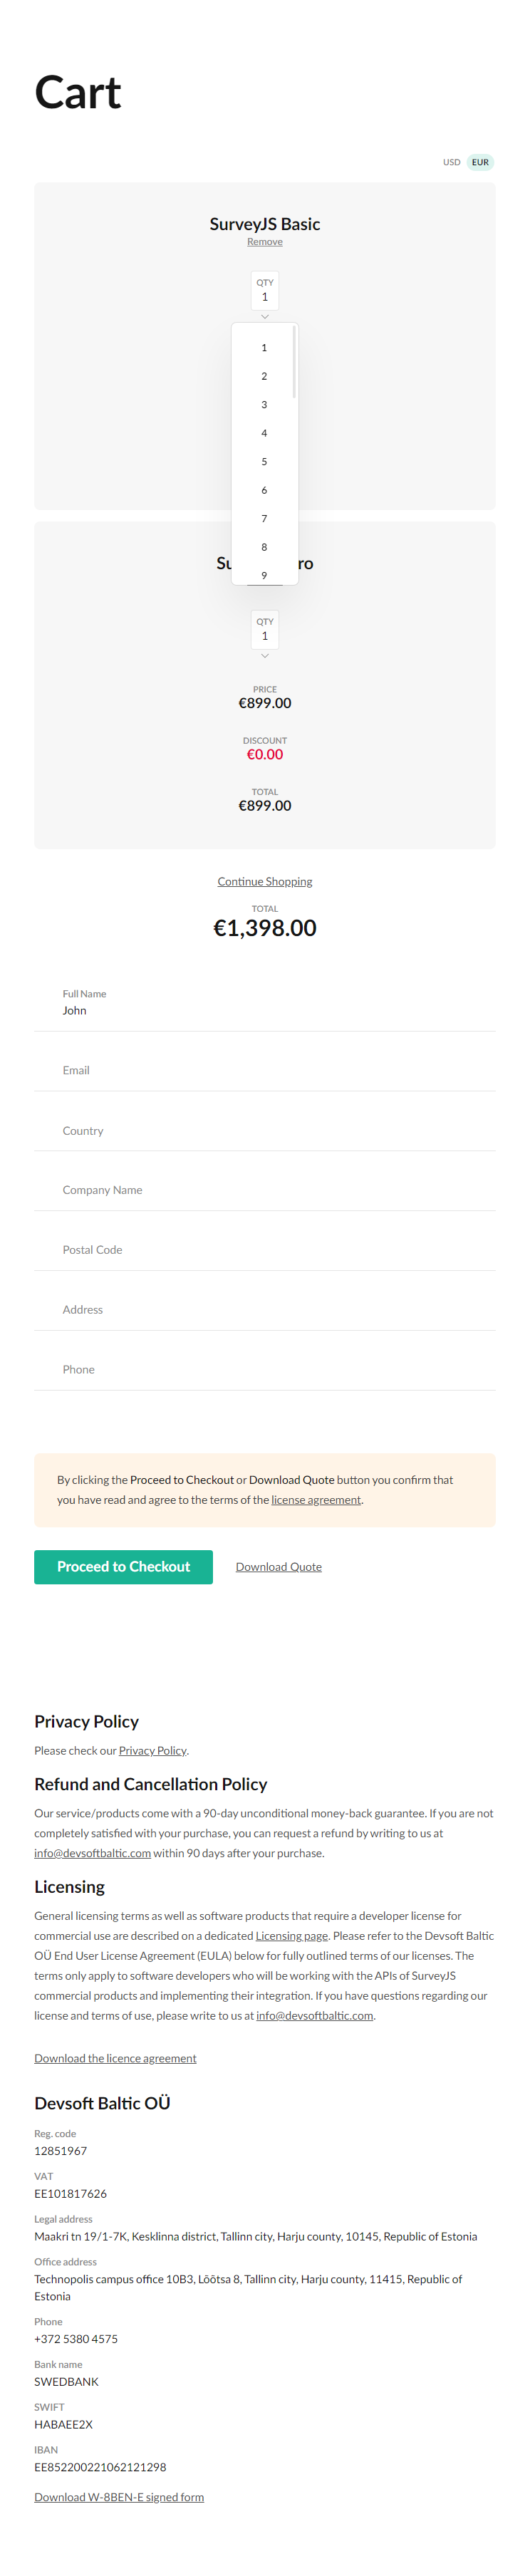 Cart
USD EUR
SurveyJS Basic
Remove
QTY
1
1
2
3
4
5
6
7
8
9
QTY
1
PRICE
€899.00
DISCOUNT
€0.00
TOTAL
€899.00
Continue Shopping
TOTAL
€1,398.00
Full Name
John
Email
Country
Company Name
Postal Code
Address
Phone
By clicking the Proceed to Checkout or Download Quote button you confirm that
you have read and agree to the terms of the license agreement.
Proceed to Checkout Download Quote
Privacy Policy
Please check our Privacy Policy.
Refund and Cancellation Policy
Our service/products come with a 90-day unconditional money-back guarantee. If you are not
completely satisfied with your purchase, you can request a refund by writing to us at
info@devsoftbaltic.com within 90 days after your purchase.
Licensing
General licensing terms as well as software products that require a developer license for
commercial use are described on a dedicated Licensing page. Please refer to the Devsoft Baltic
OÜ End User License Agreement (EULA) below for fully outlined terms of our licenses. The
terms only apply to software developers who will be working with the APIs of SurveyJS
commercial products and implementing their integration. If you have questions regarding our
license and terms of use, please write to us at info@devsoftbaltic.com.
Download the licence agreement
Devsoft Baltic OÜ
Reg. code
12851967
VAT
EE101817626
Legal address
Maakri tn 19/1-7K, Kesklinna district, Tallinn city, Harju county, 10145, Republic of Estonia
Office address
Technopolis campus office 10B3, Lõõtsa 8, Tallinn city, Harju county, 11415, Republic of
Estonia
Phone
+372 5380 4575
Bank name
SWEDBANK
SWIFT
HABAEE2X
IBAN
EE852200221062121298
Download W-8BEN-E signed form